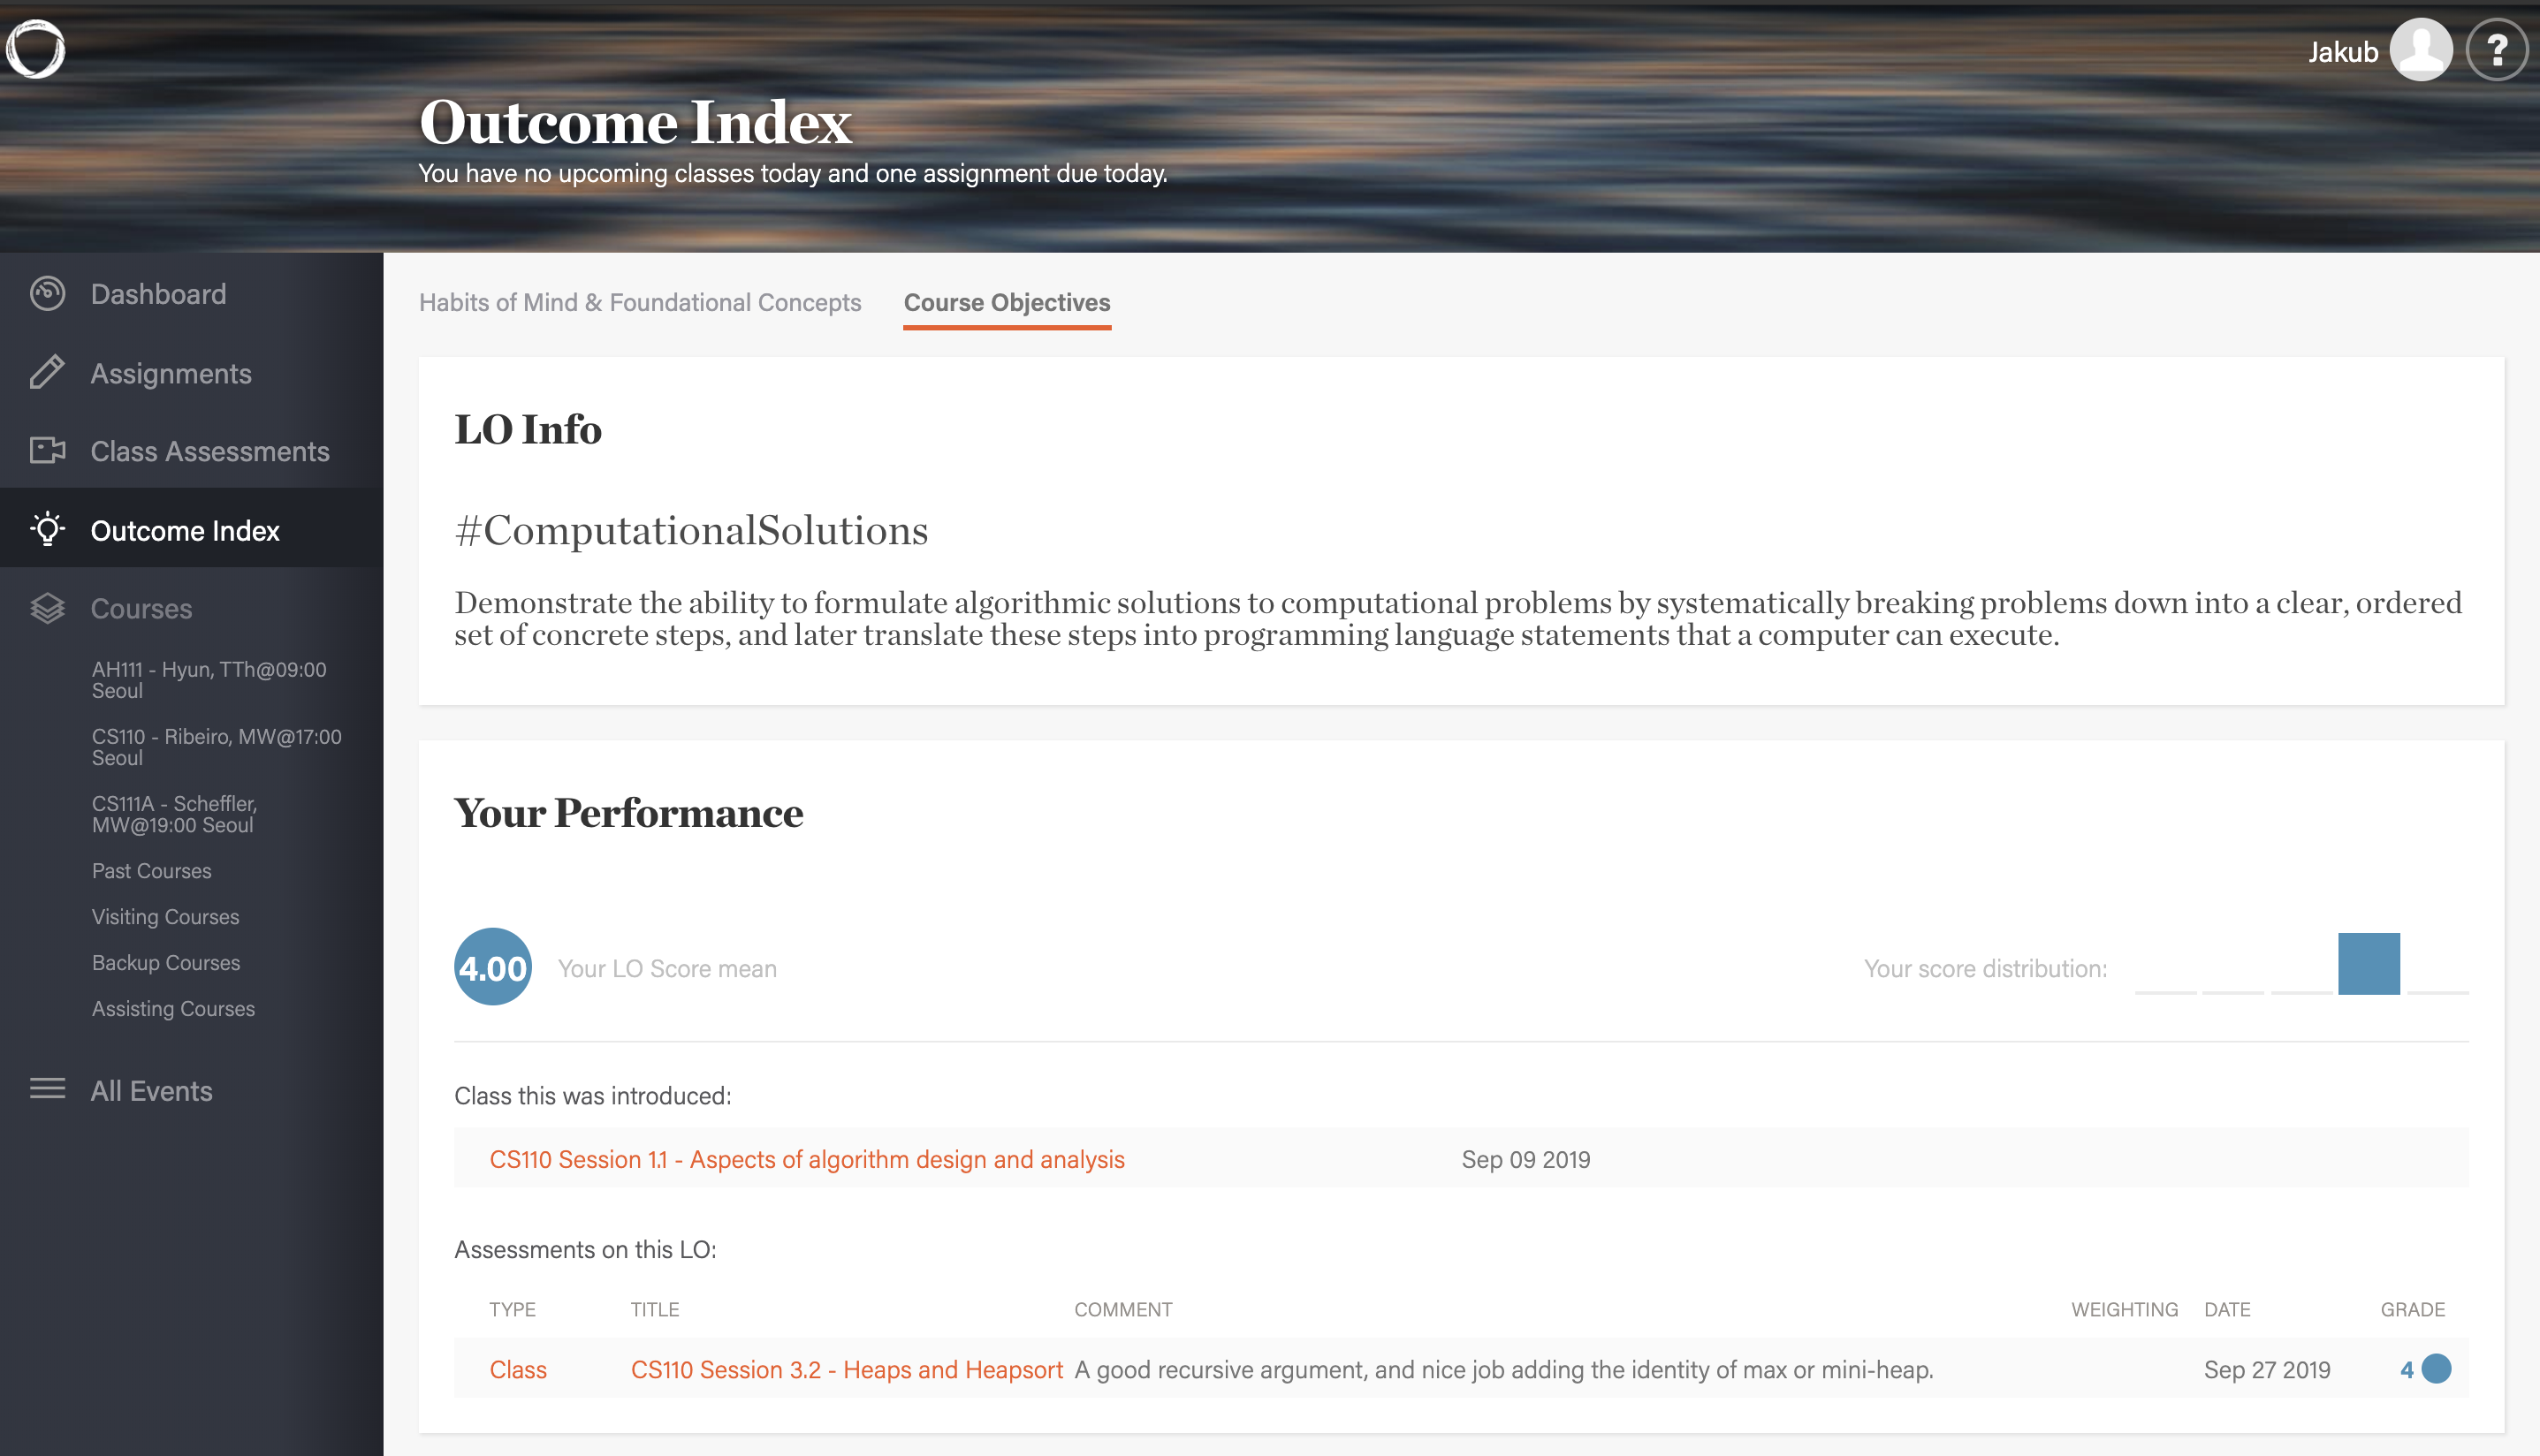 Jakub
?
Outcome Index
You have no upcoming classes today and one assignment due today.
Dashboard
Assignments
Class Assessments
Outcome Index
Courses
AH111 - Hyun, TTh@09:00
Seoul
CS110 - Ribeiro, MW@17:00
Seoul
CS111A - Scheffler,
MW@19:00 Seoul
Past Courses
Visiting Courses
Backup Courses
Assisting Courses
All Events
Habits of Mind & Foundational Concepts
Course Objectives
LO Info
#ComputationalSolutions
Demonstrate the ability to formulate algorithmic solutions to computational problems by systematically breaking problems down into a clear, ordered
set of concrete steps, and later translate these steps into programming language statements that a computer can execute.
Your Performance
4.00 Your LO Score mean
Your score distribution:
Class this was introduced:
CS110 Session 1.1 - Aspects of algorithm design and analysis Sep 09 2019
Assessments on this LO:
TYPE TITLE COMMENT WEIGHTING DATE GRADE
Class CS110 Session 3.2 - Heaps and Heapsort A good recursive argument, and nice job adding the identity of max or mini-heap. Sep 27 2019 4